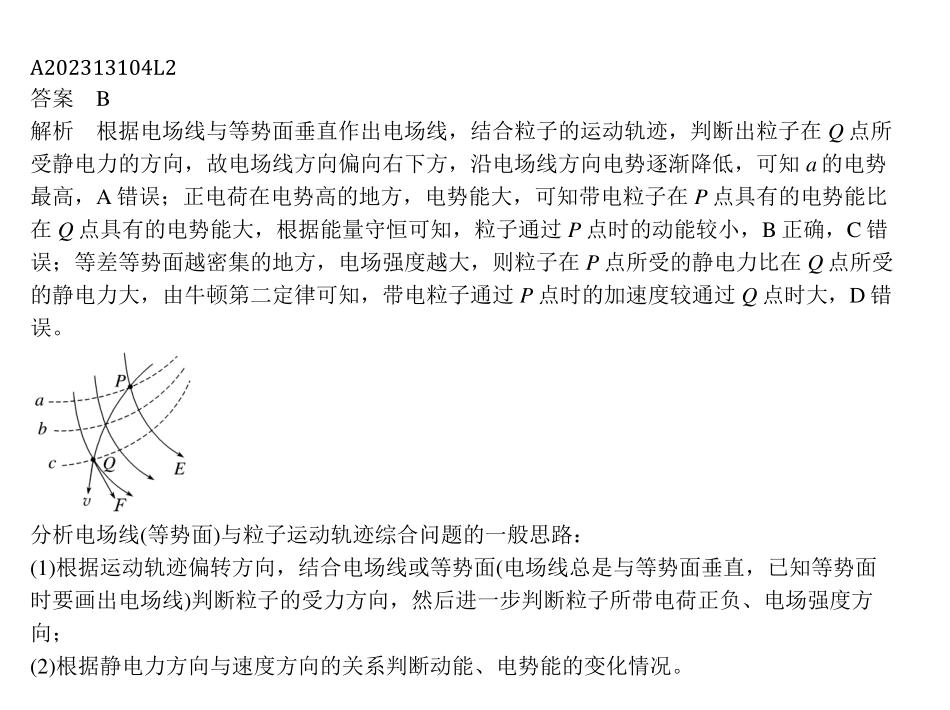 A202313104L2
答案　B
解析　根据电场线与等势面垂直作出电场线，结合粒子的运动轨迹，判断出粒子在 Q 点所
受静电力的方向，故电场线方向偏向右下方，沿电场线方向电势逐渐降低，可知 a 的电势
最高，A 错误；正电荷在电势高的地方，电势能大，可知带电粒子在 P 点具有的电势能比
在 Q 点具有的电势能大，根据能量守恒可知，粒子通过 P 点时的动能较小，B 正确，C 错
误；等差等势面越密集的地方，电场强度越大，则粒子在 P 点所受的静电力比在 Q 点所受
的静电力大，由牛顿第二定律可知，带电粒子通过 P 点时的加速度较通过 Q 点时大，D 错
误。
P
a
b
c
Q
E
v
F
分析电场线(等势面)与粒子运动轨迹综合问题的一般思路：
(1)根据运动轨迹偏转方向，结合电场线或等势面(电场线总是与等势面垂直，已知等势面
时要画出电场线)判断粒子的受力方向，然后进一步判断粒子所带电荷正负、电场强度方
向；
(2)根据静电力方向与速度方向的关系判断动能、电势能的变化情况。